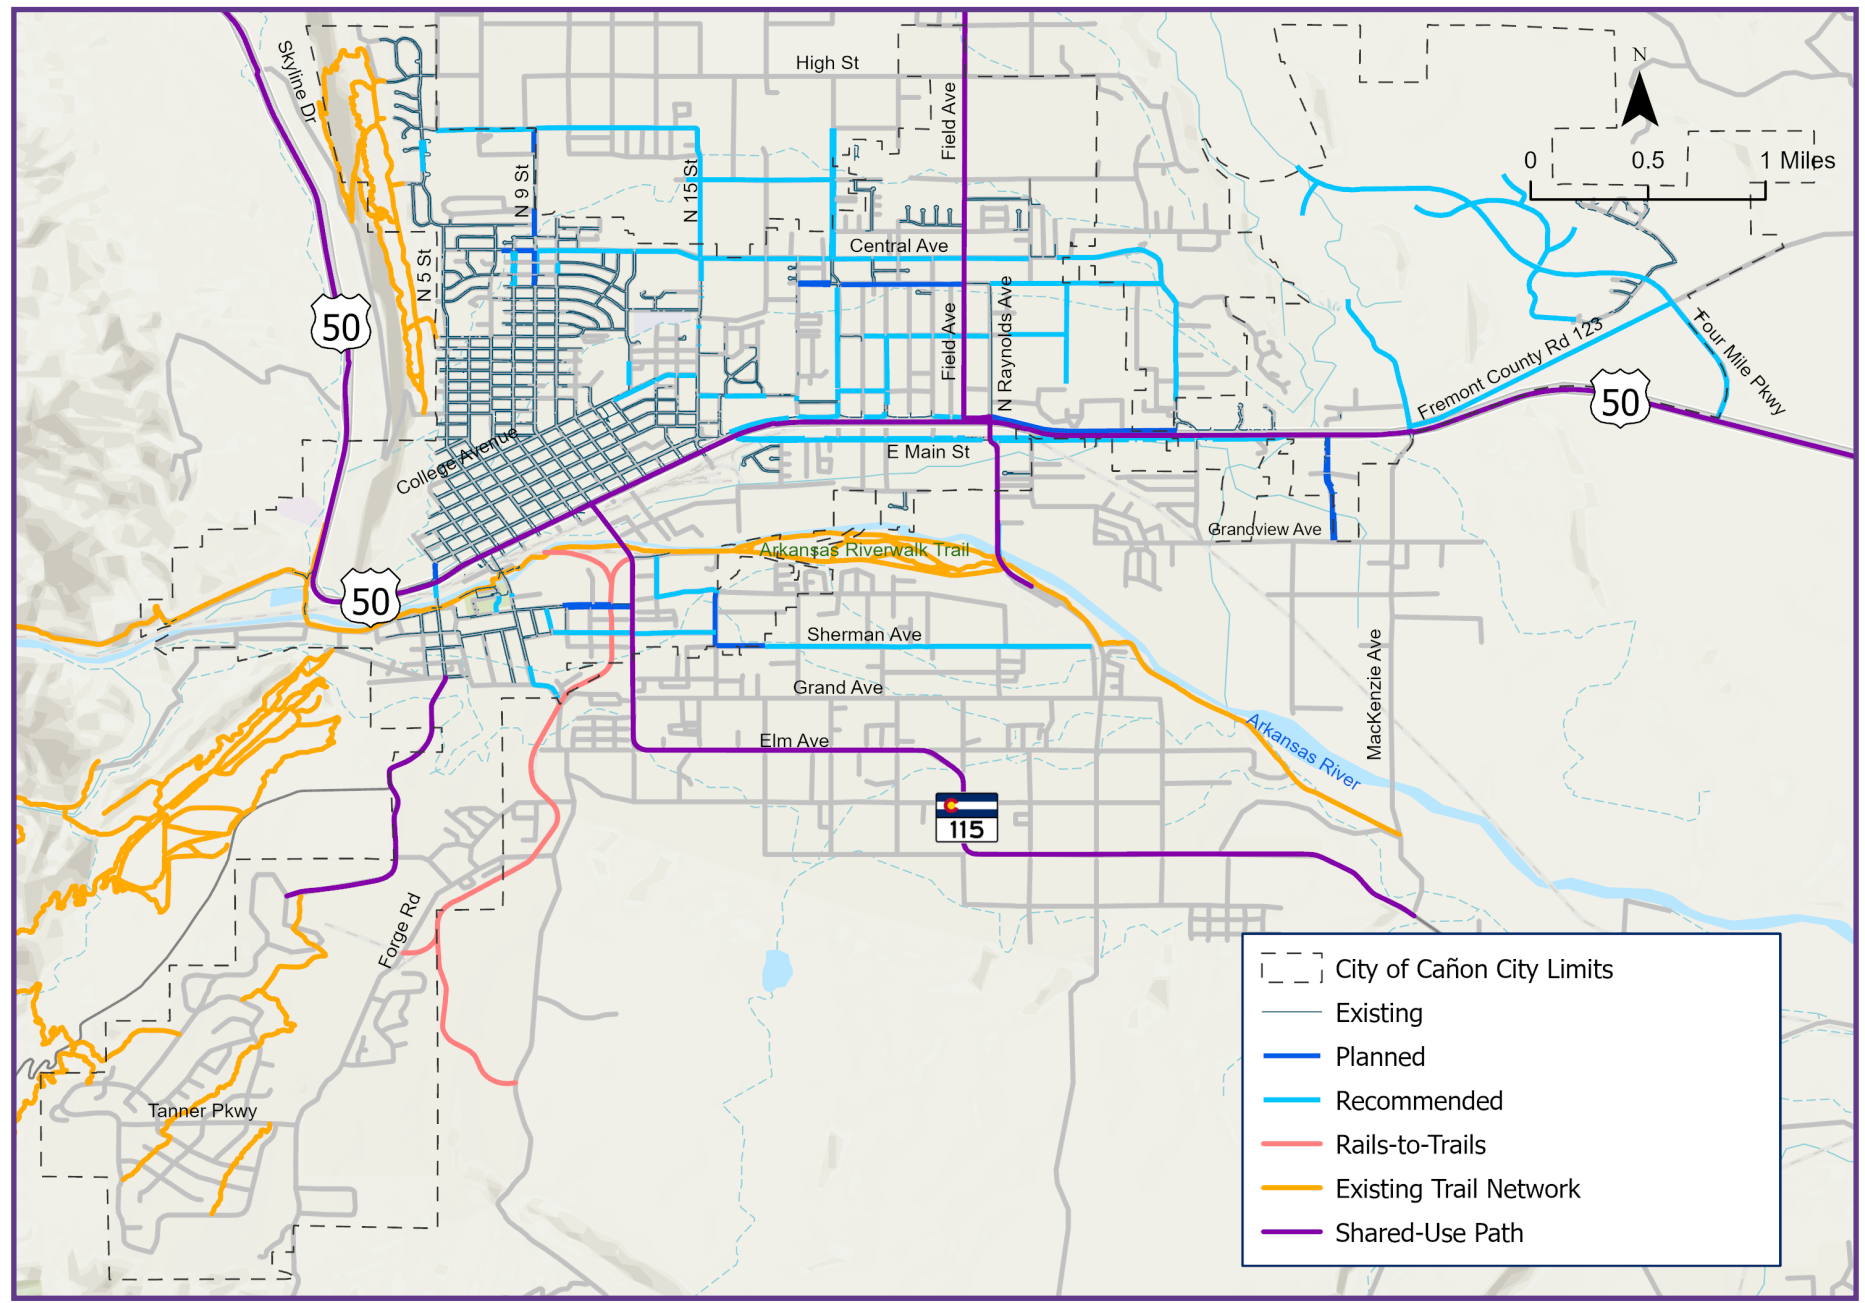 High St
Skyline Dr
Field Ave
N
0 0.5 1 Miles
N 9 St
N 15 St
Central Ave
N 5 St
50
Field Ave
N Raynolds Ave
Fremont County Rd 123
Four Mile Pkwy
50
College Avenue
E Main St
Grandview Ave
Arkansas Riverwalk Trail
50
Sherman Ave
MacKenzie Ave
Grand Ave
Elm Ave
Arkansas River
115
Forge Rd
Tanner Pkwy
City of Cañon City Limits
Existing
Planned
Recommended
Rails-to-Trails
Existing Trail Network
Shared-Use Path